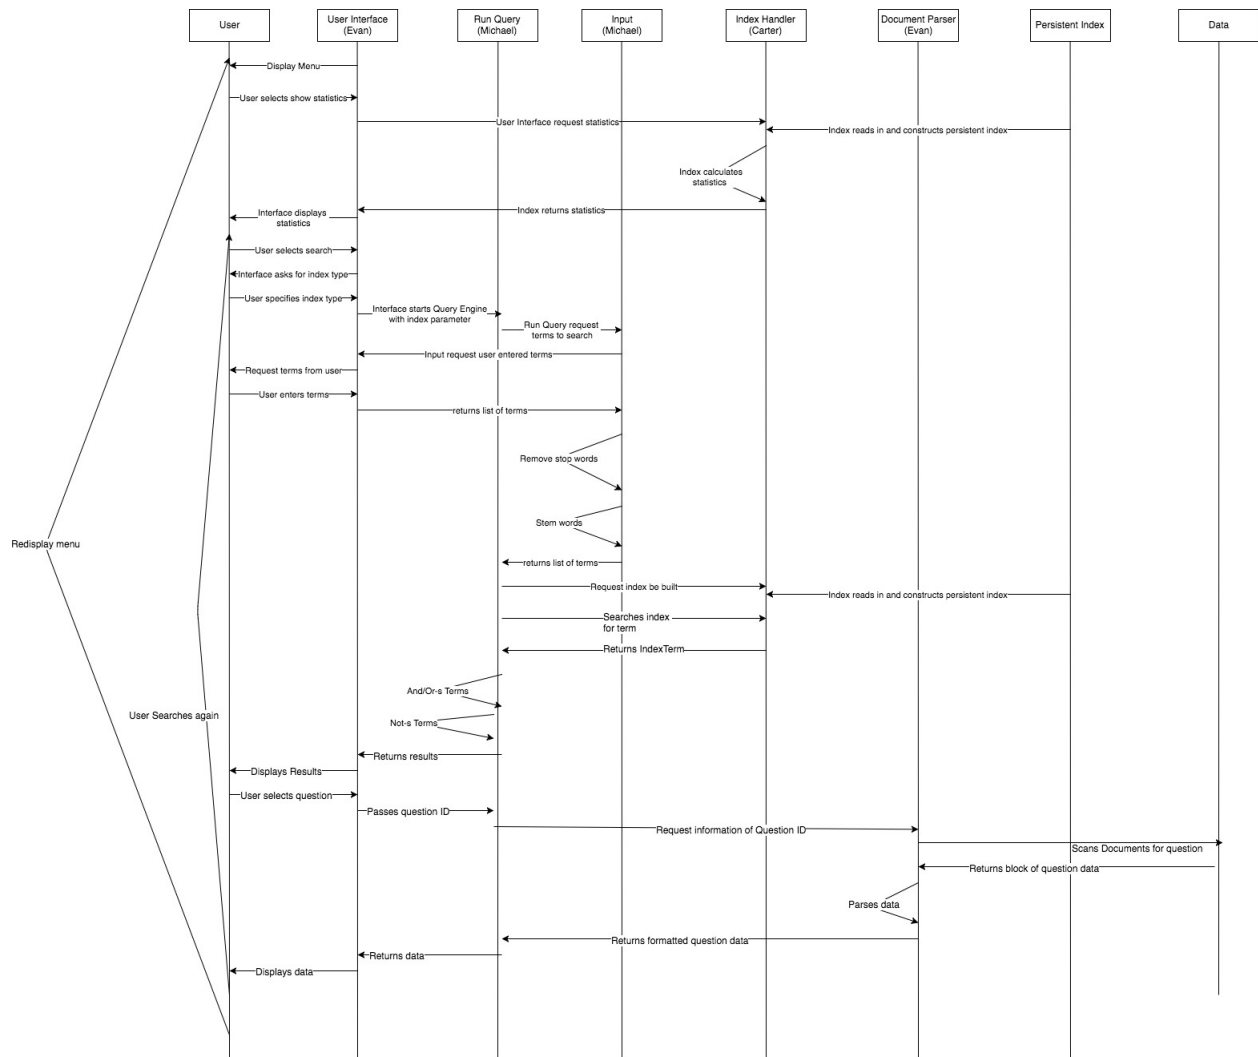 User
User Interface
(Evan)
Run Query
(Michael)
Input
(Michael)
Index Handler
(Carter)
Document Parser
(Evan)
Persistent Index
Data
Display Menu
User selects show statistics
User Interface request statistics
Index reads in and constructs persistent index
Index calculates
statistics
Index returns statistics
Interface displays
statistics
User selects search
Interface asks for index type
User specifies index type
Interface starts Query Engine
with index parameter
Run Query request
terms to search
Input request user entered terms
Request terms from user
User enters terms
returns list of terms
Remove stop words
Stem words
Redisplay menu
returns list of terms
Request index be built
Index reads in and constructs persistent index
Searches index
for term
Returns IndexTerm
And/Or-s Terms
User Searches again
Not-s Terms
Returns results
Displays Results
User selects question
Passes question ID
Request information of Question ID
Scans Documents for question
Returns block of question data
Parses data
Returns formatted question data
Returns data
Displays data